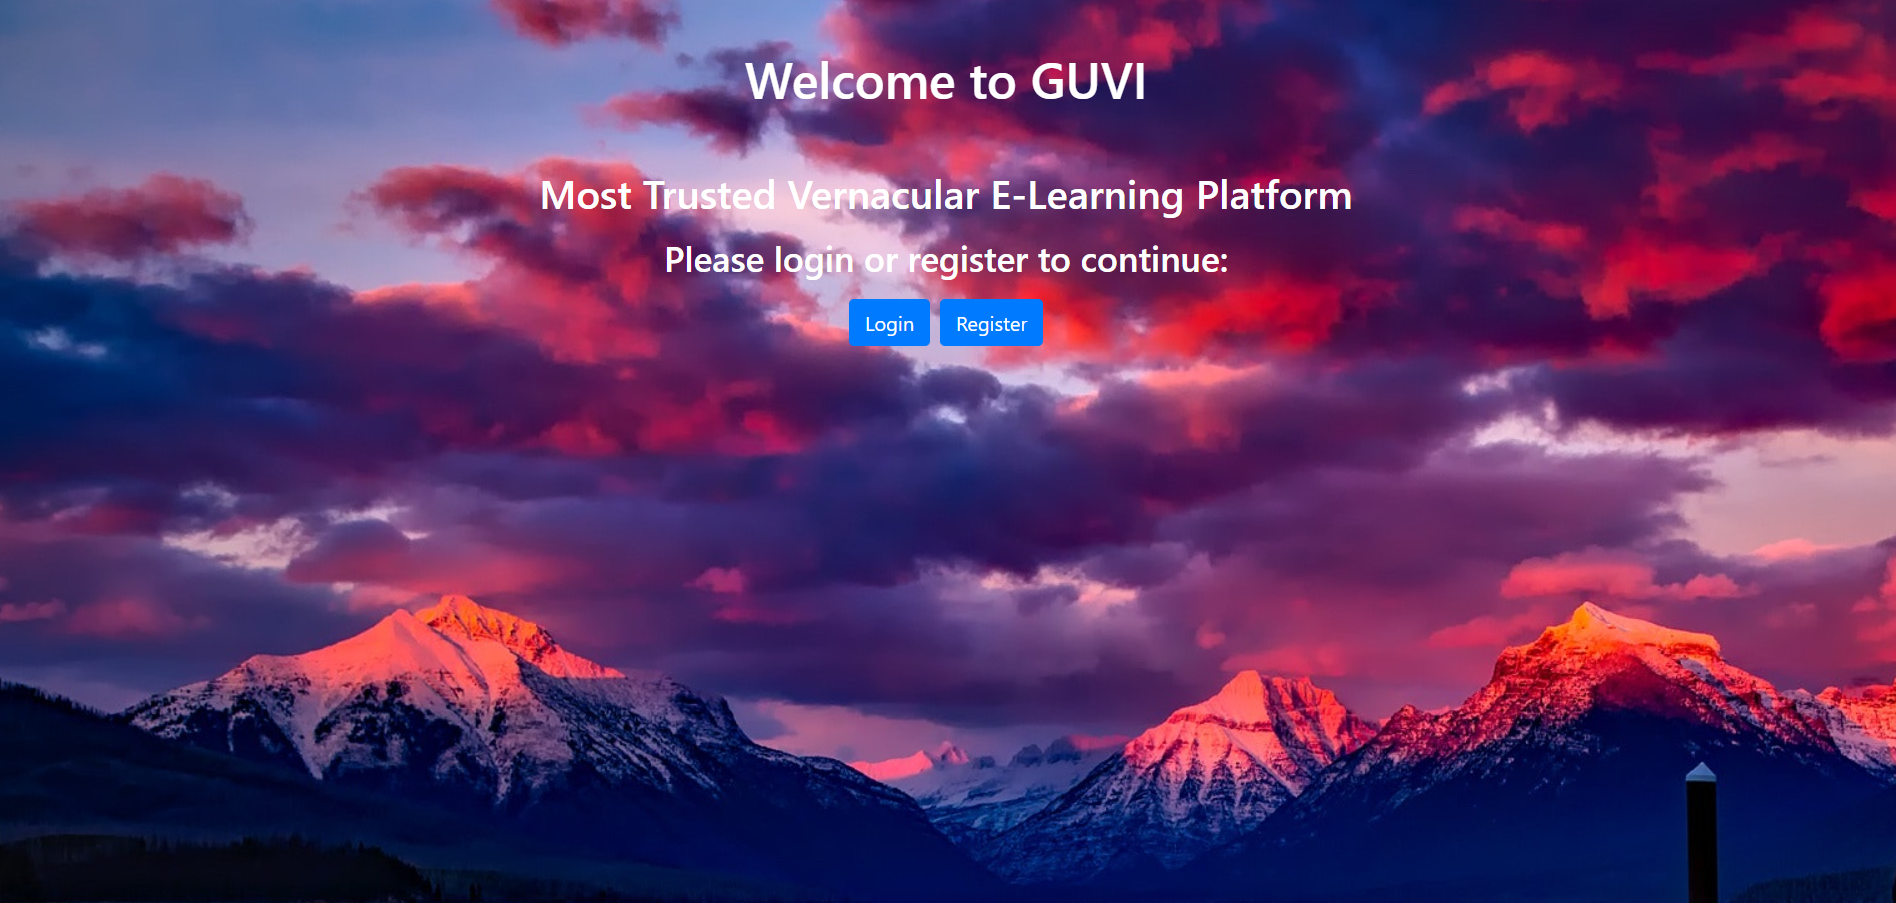 Welcome to GUVI
Most Trusted Vernacular E-Learning Platform
Please login or register to continue:
Login Register